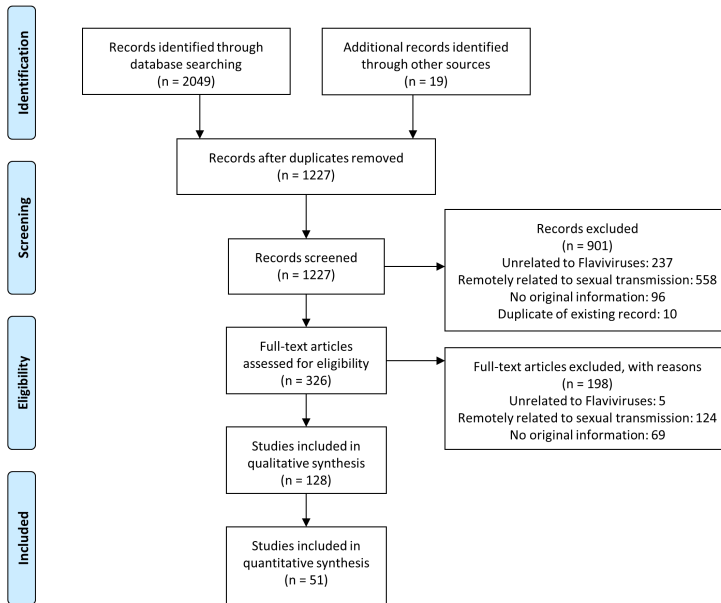 Identification
Records identified through
database searching
(n = 2049)
Additional records identified
through other sources
(n = 19)
Records after duplicates removed
(n = 1227)
Screening
Records screened
(n = 1227)
Records excluded
(n = 901)
Unrelated to Flaviviruses: 237
Remotely related to sexual transmission: 558
No original information: 96
Duplicate of existing record: 10
Eligibility
Full-text articles
assessed for eligibility
(n = 326)
Full-text articles excluded, with reasons
(n = 198)
Unrelated to Flaviviruses: 5
Remotely related to sexual transmission: 124
No original information: 69
Studies included in
qualitative synthesis
(n = 128)
Included
Studies included in
quantitative synthesis
(n = 51)